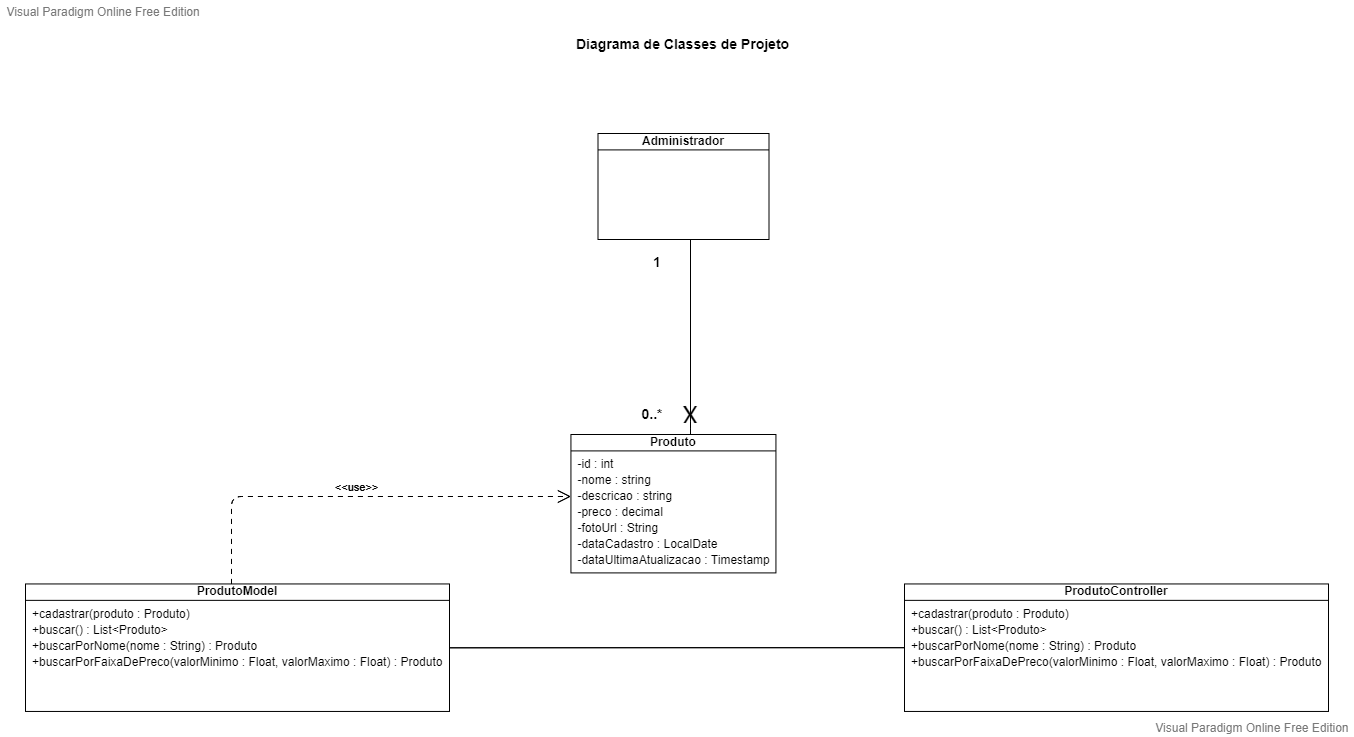 Visual Paradigm Online Free Edition
Diagrama de Classes de Projeto
Administrador
1
0..*
X
Produto
-id : int
-nome : string
-descricao : string
-preco : decimal
-fotoUrl : String
-dataCadastro : LocalDate
-dataUltimaAtualizacao : Timestamp
<<use>>
ProdutoModel
+cadastrar(produto : Produto)
+buscar() : List<Produto>
+buscarPorNome(nome : String) : Produto
+buscarPorFaixaDePreco(valorMinimo : Float, valorMaximo : Float) : Produto
ProdutoController
+cadastrar(produto : Produto)
+buscar() : List<Produto>
+buscarPorNome(nome : String) : Produto
+buscarPorFaixaDePreco(valorMinimo : Float, valorMaximo : Float) : Produto
Visual Paradigm Online Free Edition